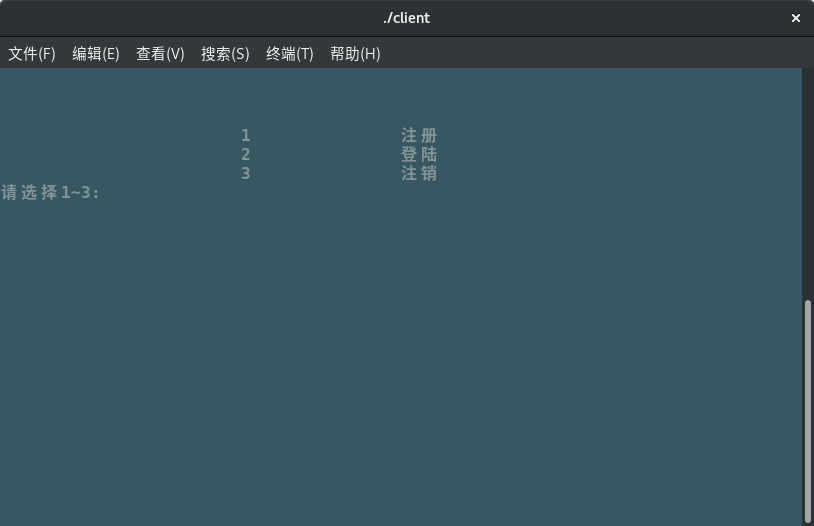 ./client ×
文件(F) 编辑(E) 查看(V) 搜索(S) 终端(T) 帮助(H)
1 注册
2 登陆
3 注销
请选择1~3: